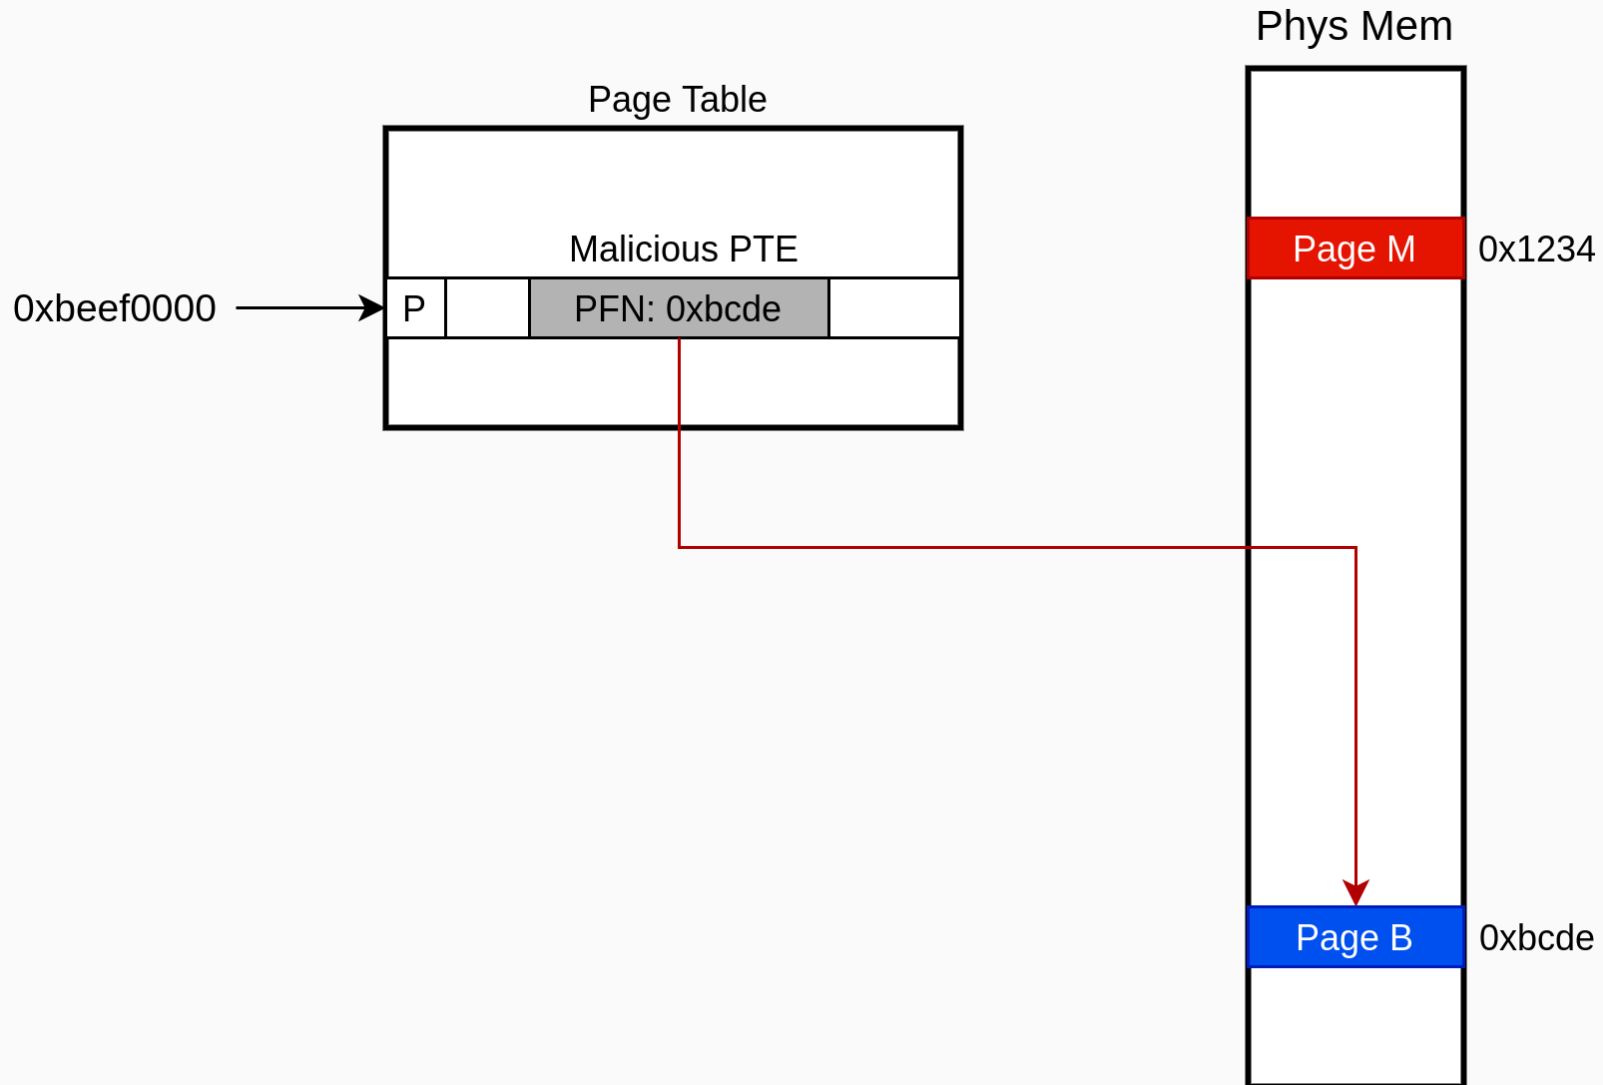 Phys Mem
Page Table
Malicious PTE
Page M
0x1234
0xbeef0000
P
PFN: 0xbcde
Page B
0xbcde